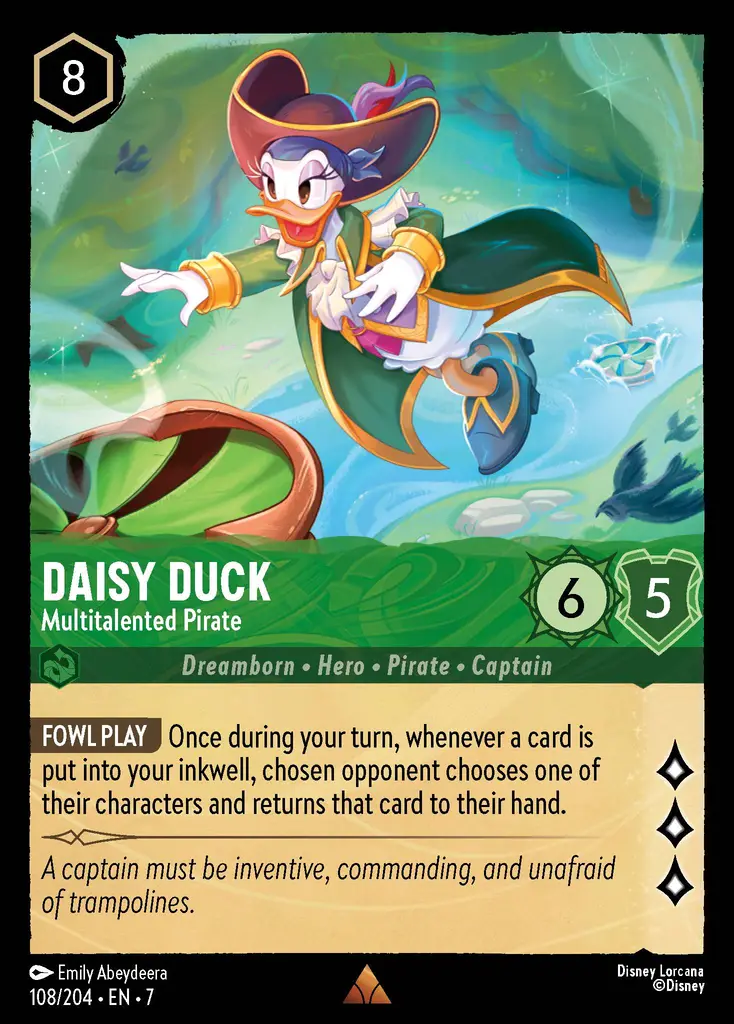 8
DAISY DUCK
Multitalented Pirate
6
5
Dreamborn • Hero • Pirate • Captain
FOWL PLAY Once during your turn, whenever a card is
put into your inkwell, chosen opponent chooses one of
their characters and returns that card to their hand.
A captain must be inventive, commanding, and unafraid
of trampolines.
Emily Abeydeera
108/204 • EN • 7
Disney Lorcana
©Disney